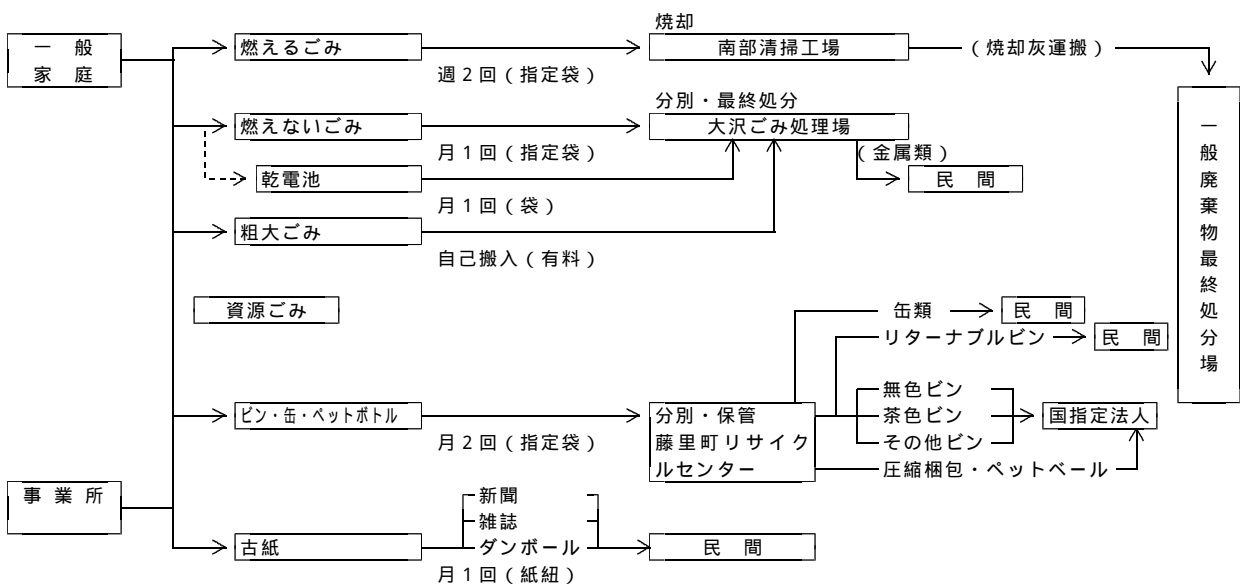 一般
家庭
燃えるごみ
週２回（指定袋）
焼却
南部清掃工場
（焼却灰運搬）
一般廃棄物最終処分場
燃えないごみ
月１回（指定袋）
分別・最終処分
大沢ごみ処理場
（金属類）
民間
乾電池
月１回（袋）
粗大ごみ
自己搬入（有料）
資源ごみ
缶類
民間
リターナブルビン
民間
ビン・缶・ペットボトル
月２回（指定袋）
分別・保管
藤里町リサイク
ルセンター
無色ビン
茶色ビン
その他ビン
国指定法人
圧縮梱包・ペットベール
事業所
古紙
新聞
雑誌
ダンボール
月１回（紙紐）
民間